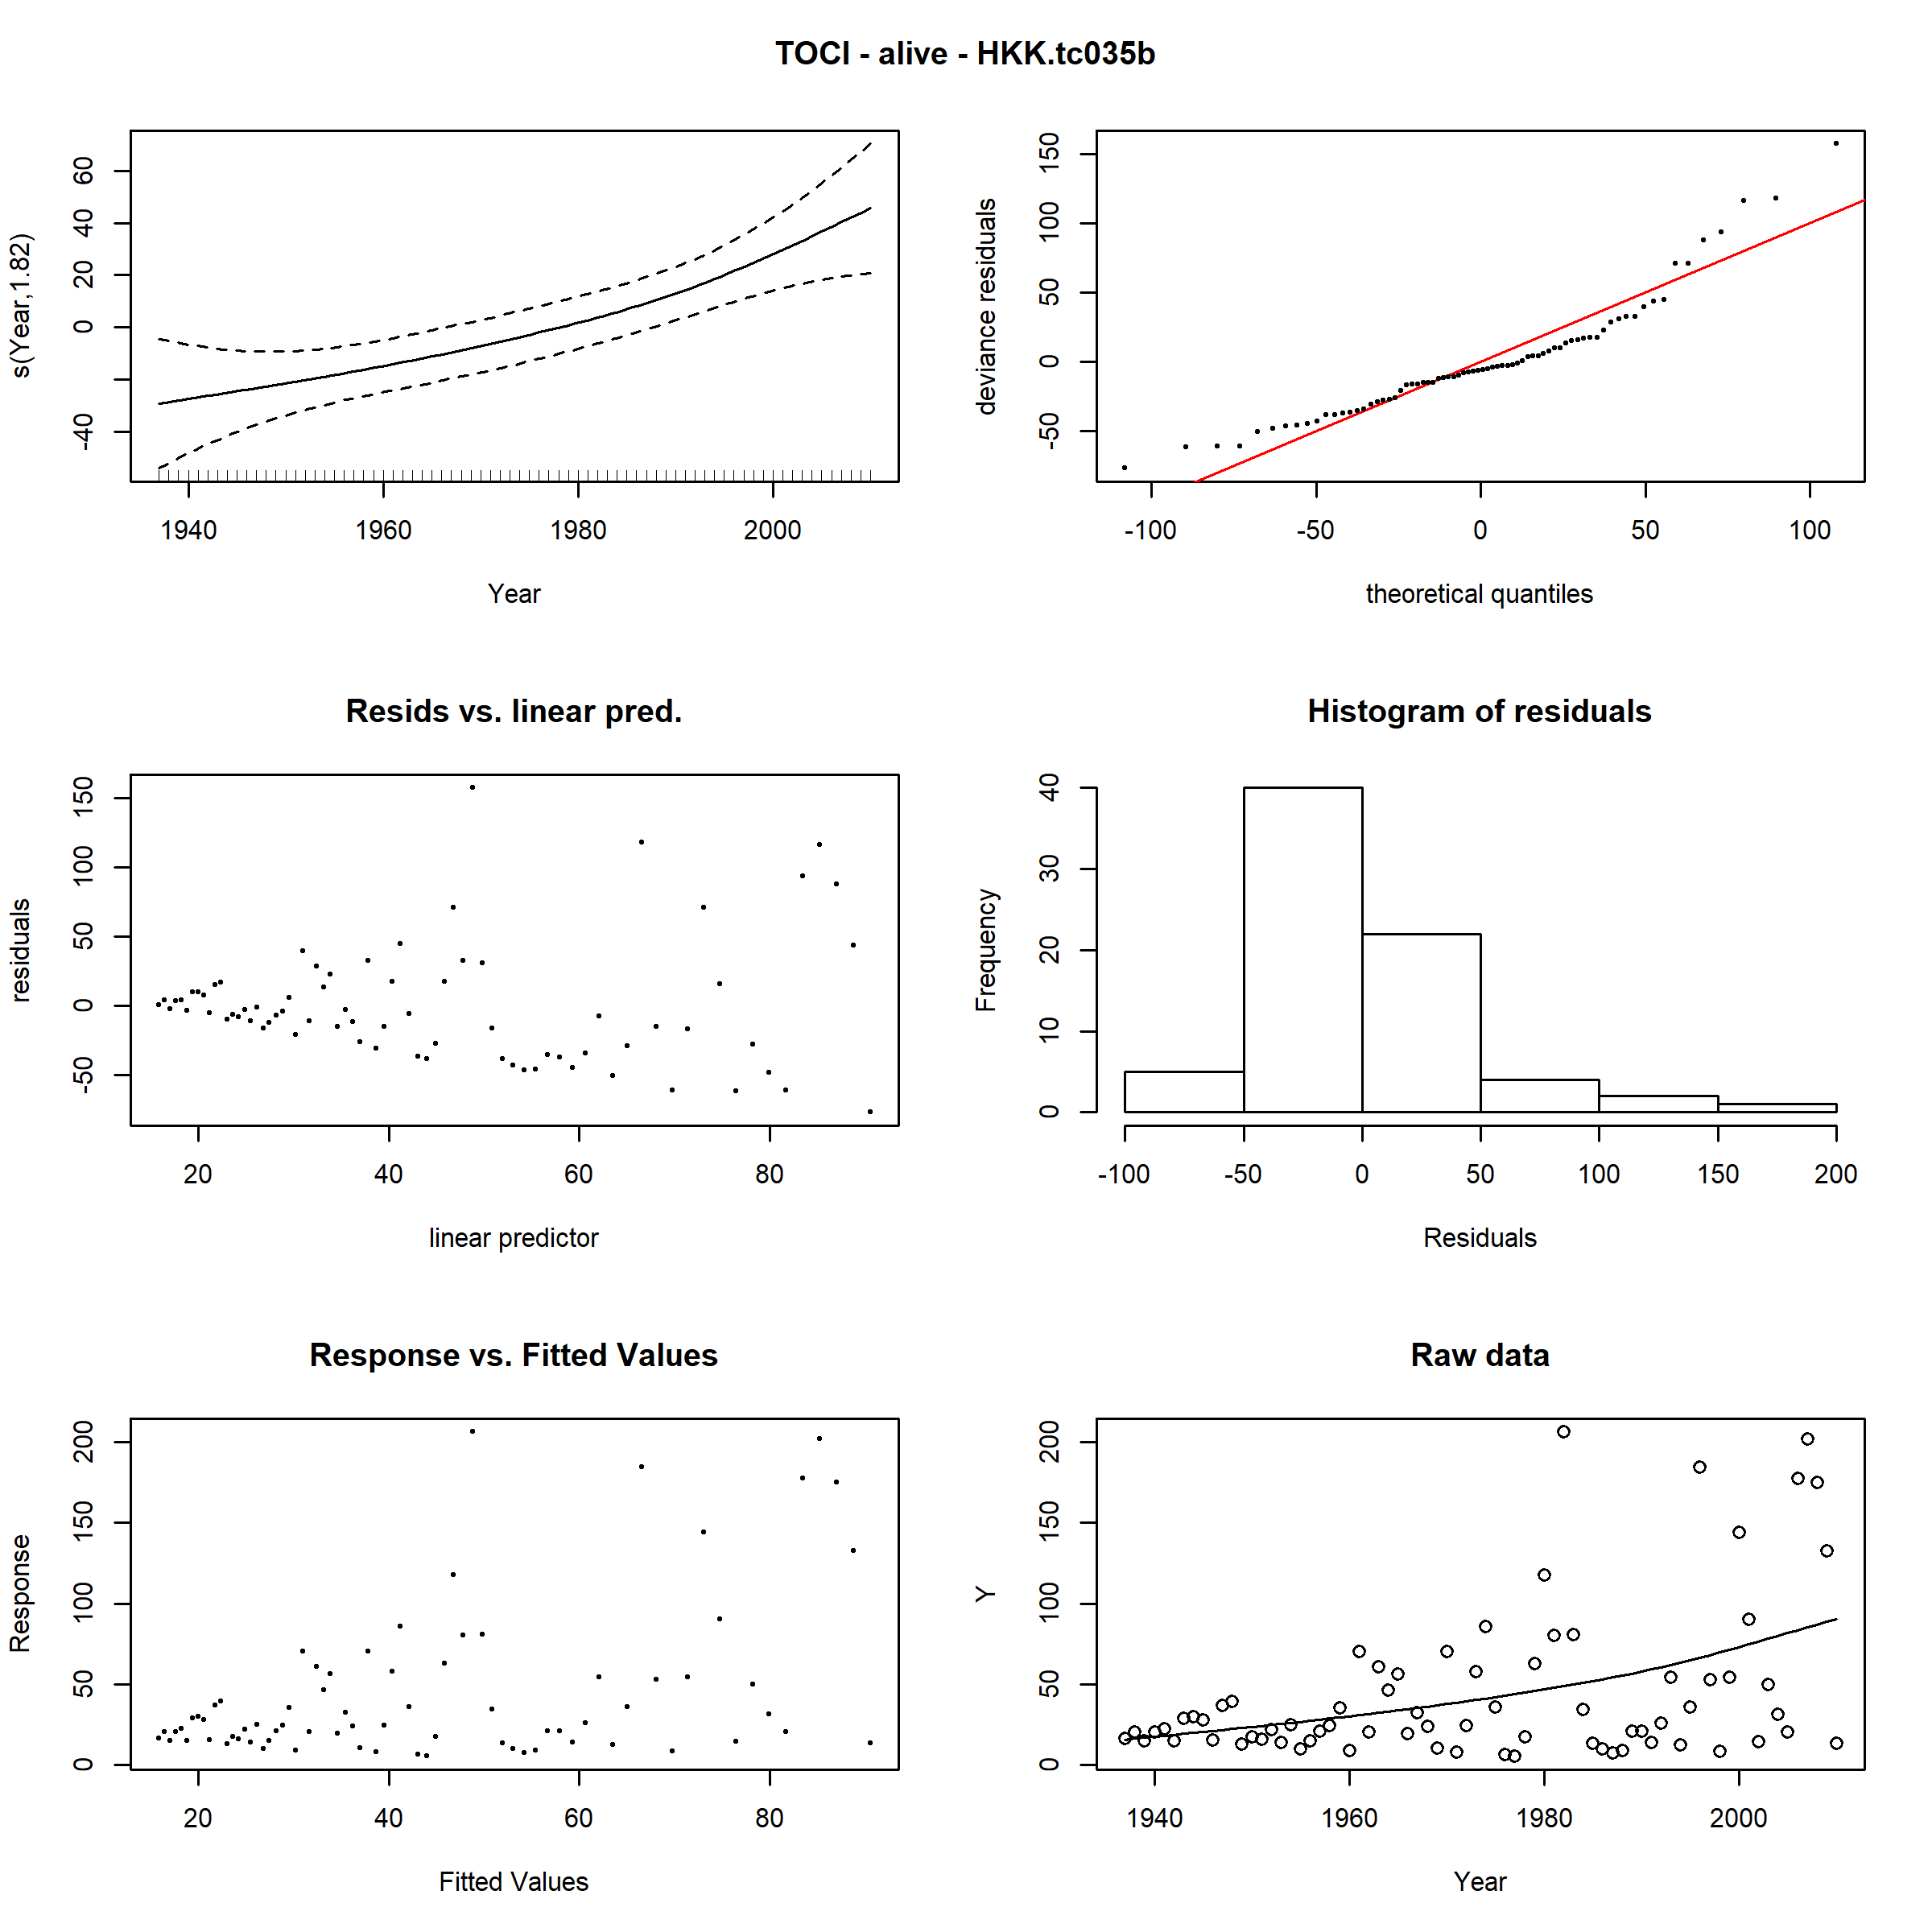 TOCI - alive - HKK.tc035b
s(Year,1.82)
60
40
20
0
-40
1940 1960 1980 2000
Year
deviance residuals
150
100
50
0
-50
-100 -50 0 50 100
theoretical quantiles
Resids vs. linear pred.
residuals
150
100
50
0
-50
20 40 60 80
linear predictor
Histogram of residuals
Frequency
40
30
20
10
0
-100 -50 0 50 100 150 200
Residuals
Response vs. Fitted Values
Response
200
150
100
50
0
20 40 60 80
Fitted Values
Raw data
Y
200
150
100
50
0
1940 1960 1980 2000
Year